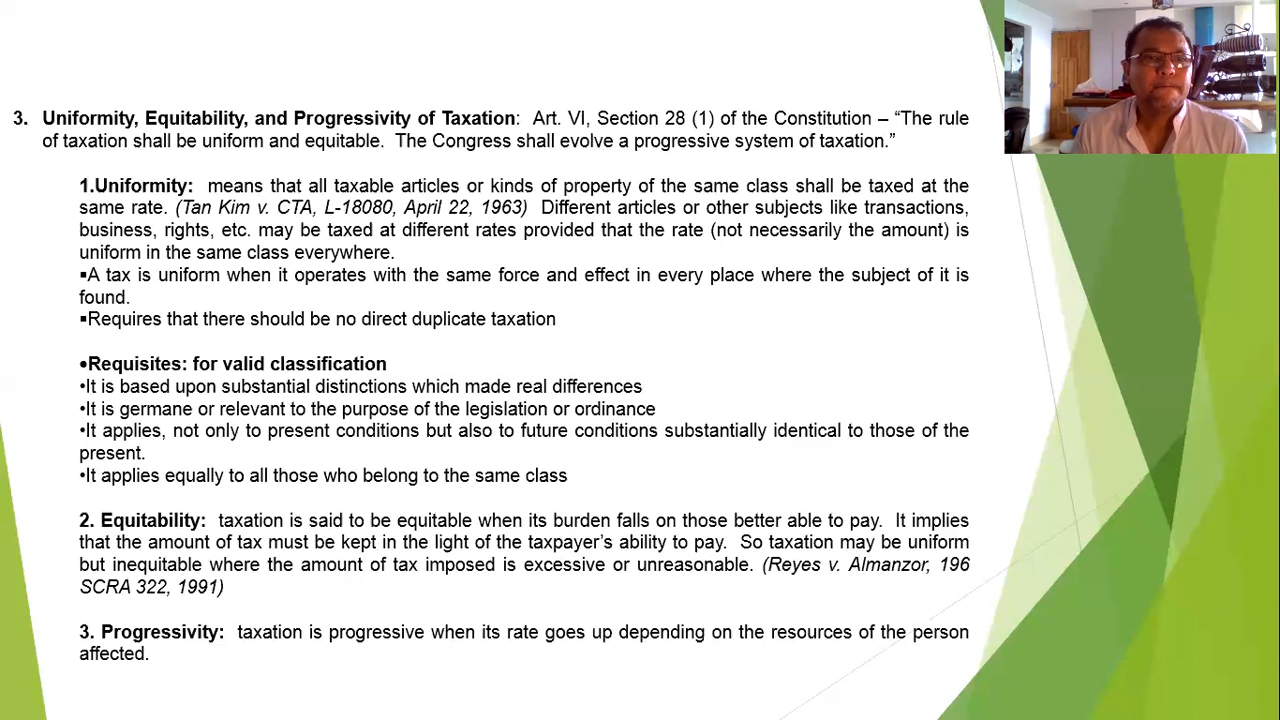 3. Uniformity, Equitability, and Progressivity of Taxation: Art. VI, Section 28 (1) of the Constitution – “The rule
of taxation shall be uniform and equitable. The Congress shall evolve a progressive system of taxation.”
1.Uniformity: means that all taxable articles or kinds of property of the same class shall be taxed at the
same rate. (Tan Kim v. CTA, L-18080, April 22, 1963) Different articles or other subjects like transactions,
business, rights, etc. may be taxed at different rates provided that the rate (not necessarily the amount) is
uniform in the same class everywhere.
▪A tax is uniform when it operates with the same force and effect in every place where the subject of it is
found.
▪Requires that there should be no direct duplicate taxation
•Requisites: for valid classification
•It is based upon substantial distinctions which made real differences
•It is germane or relevant to the purpose of the legislation or ordinance
•It applies, not only to present conditions but also to future conditions substantially identical to those of the
present.
•It applies equally to all those who belong to the same class
2. Equitability: taxation is said to be equitable when its burden falls on those better able to pay. It implies
that the amount of tax must be kept in the light of the taxpayer’s ability to pay. So taxation may be uniform
but inequitable where the amount of tax imposed is excessive or unreasonable. (Reyes v. Almanzor, 196
SCRA 322, 1991)
3. Progressivity: taxation is progressive when its rate goes up depending on the resources of the person
affected.